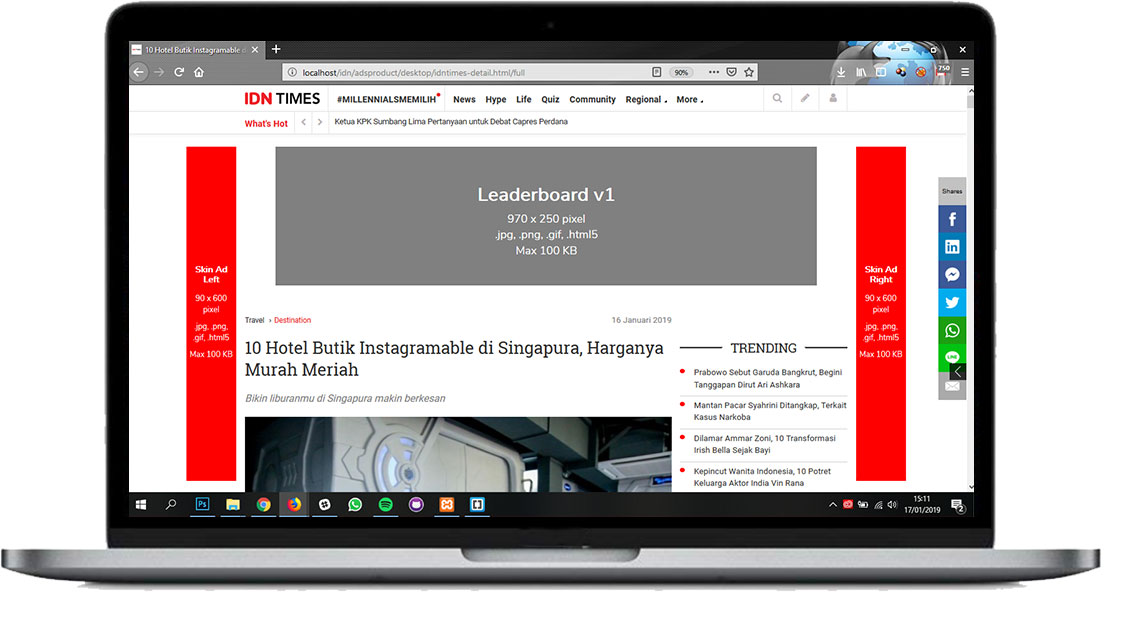 10 Hotel Butik Instagramable d
localhost/idn/adsproduct/desktop/idntimes-detail.html/full
90%
750
IDN TIMES
#MILLENNIALSMEMILIH
News Hype Life Quiz Community Regional More
What's Hot
Ketua KPK Sumbang Lima Pertanyaan untuk Debat Capres Perdana
Skin Ad
Left
90 x 600
pixel
.jpg, .png,
.gif, .html5
Max 100 KB
Leaderboard v1
970 x 250 pixel
.jpg, .png, .gif, .html5
Max 100 KB
Skin Ad
Right
90 x 600
pixel
.jpg, .png,
.gif, .html5
Max 100 KB
Shares
LINE
Travel › Destination
16 Januari 2019
10 Hotel Butik Instagramable di Singapura, Harganya
Murah Meriah
Bikin liburanmu di Singapura makin berkesan
TRENDING
Prabowo Sebut Garuda Bangkrut, Begini
Tanggapan Dirut Ari Ashkara
Mantan Pacar Syahrini Ditangkap, Terkait
Kasus Narkoba
Dilamar Ammar Zoni, 10 Transformasi
Irish Bella Sejak Bayi
Kepincut Wanita Indonesia, 10 Potret
Keluarga Aktor India Vin Rana
Ps
15:11
17/01/2019
2